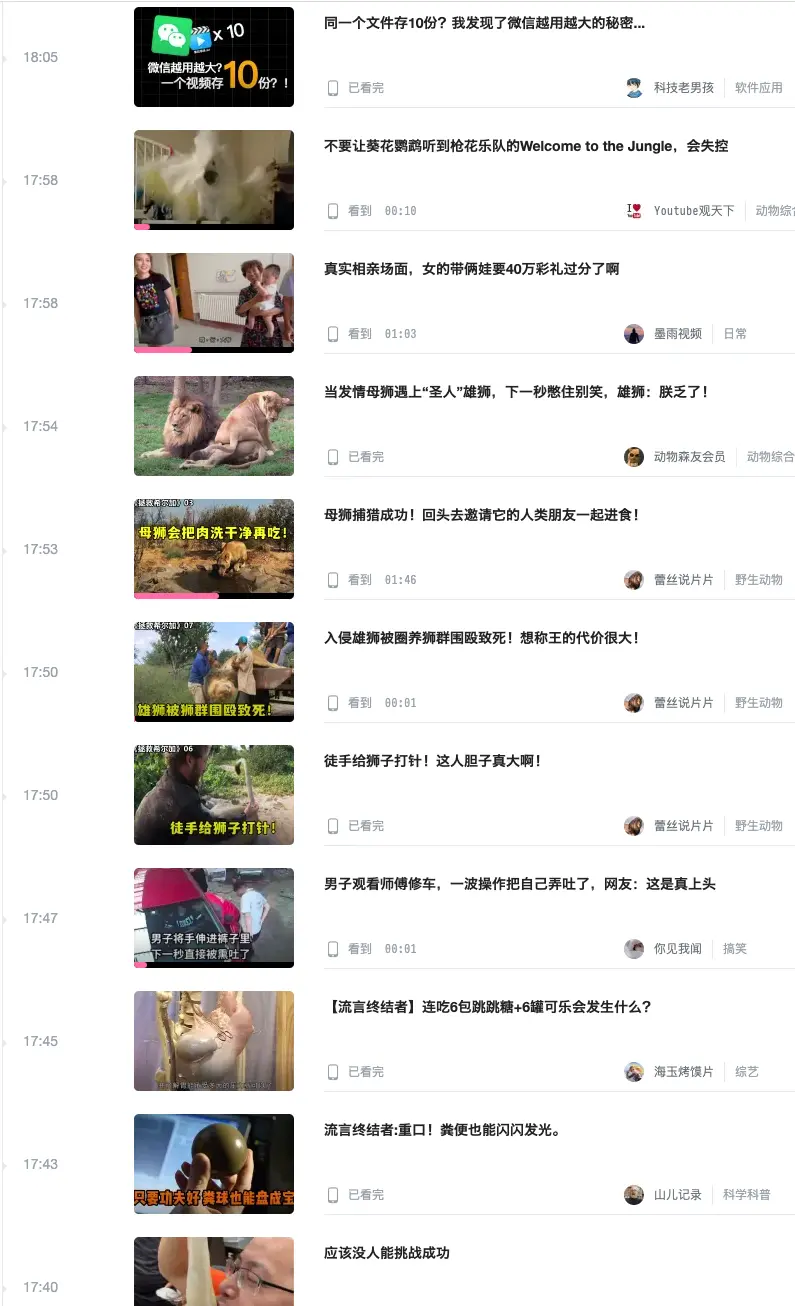 18:05
x 10
微信越用越大?
一个视频存10份?!
同一个文件存10份？我发现了微信越用越大的秘密...
已看完
科技老男孩
软件应用
17:58
不要让葵花鹦鹉听到枪花乐队的Welcome to the Jungle，会失控
看到 00:10
I
Youtube观天下
动物综合
17:58
真实相亲场面，女的带俩娃要40万彩礼过分了啊
看到 01:03
墨雨视频
日常
17:54
当发情母狮遇上“圣人”雄狮，下一秒憋住别笑，雄狮：朕乏了！
已看完
动物森友会员
动物综合
17:53
《拯救希尔加》03
母狮会把肉洗干净再吃!
母狮捕猎成功！回头去邀请它的人类朋友一起进食！
看到 01:46
蕾丝说片片
野生动物
17:50
《拯救希尔加》07
雄狮被狮群围殴致死!
入侵雄狮被圈养狮群围殴致死！想称王的代价很大！
看到 00:01
蕾丝说片片
野生动物
17:50
《拯救希尔加》06
徒手给狮子打针!
徒手给狮子打针！这人胆子真大啊！
已看完
蕾丝说片片
野生动物
17:47
男子将手伸进裤子里
下一秒直接被熏吐了
男子观看师傅修车，一波操作把自己弄吐了，网友：这是真上头
看到 00:01
你见我闻
搞笑
17:45
【流言终结者】连吃6包跳跳糖+6罐可乐会发生什么？
已看完
海玉烤馍片
综艺
17:43
只要功夫好 粪球也能盘成宝
流言终结者:重口！粪便也能闪闪发光。
已看完
山儿记录
科学科普
17:40
应该没人能挑战成功